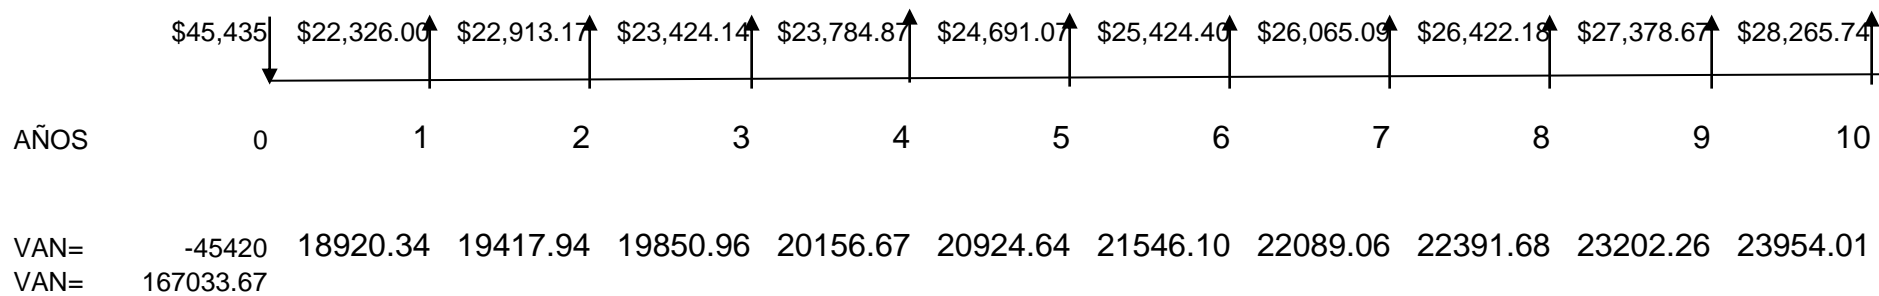 $45,435 $22,326.00 $22,913.17 $23,424.14 $23,784.87 $24,691.07 $25,424.40 $26,065.09 $26,422.18 $27,378.67 $28,265.74
AÑOS 0 1 2 3 4 5 6 7 8 9 10
VAN= -45420 18920.34 19417.94 19850.96 20156.67 20924.64 21546.10 22089.06 22391.68 23202.26 23954.01
VAN= 167033.67